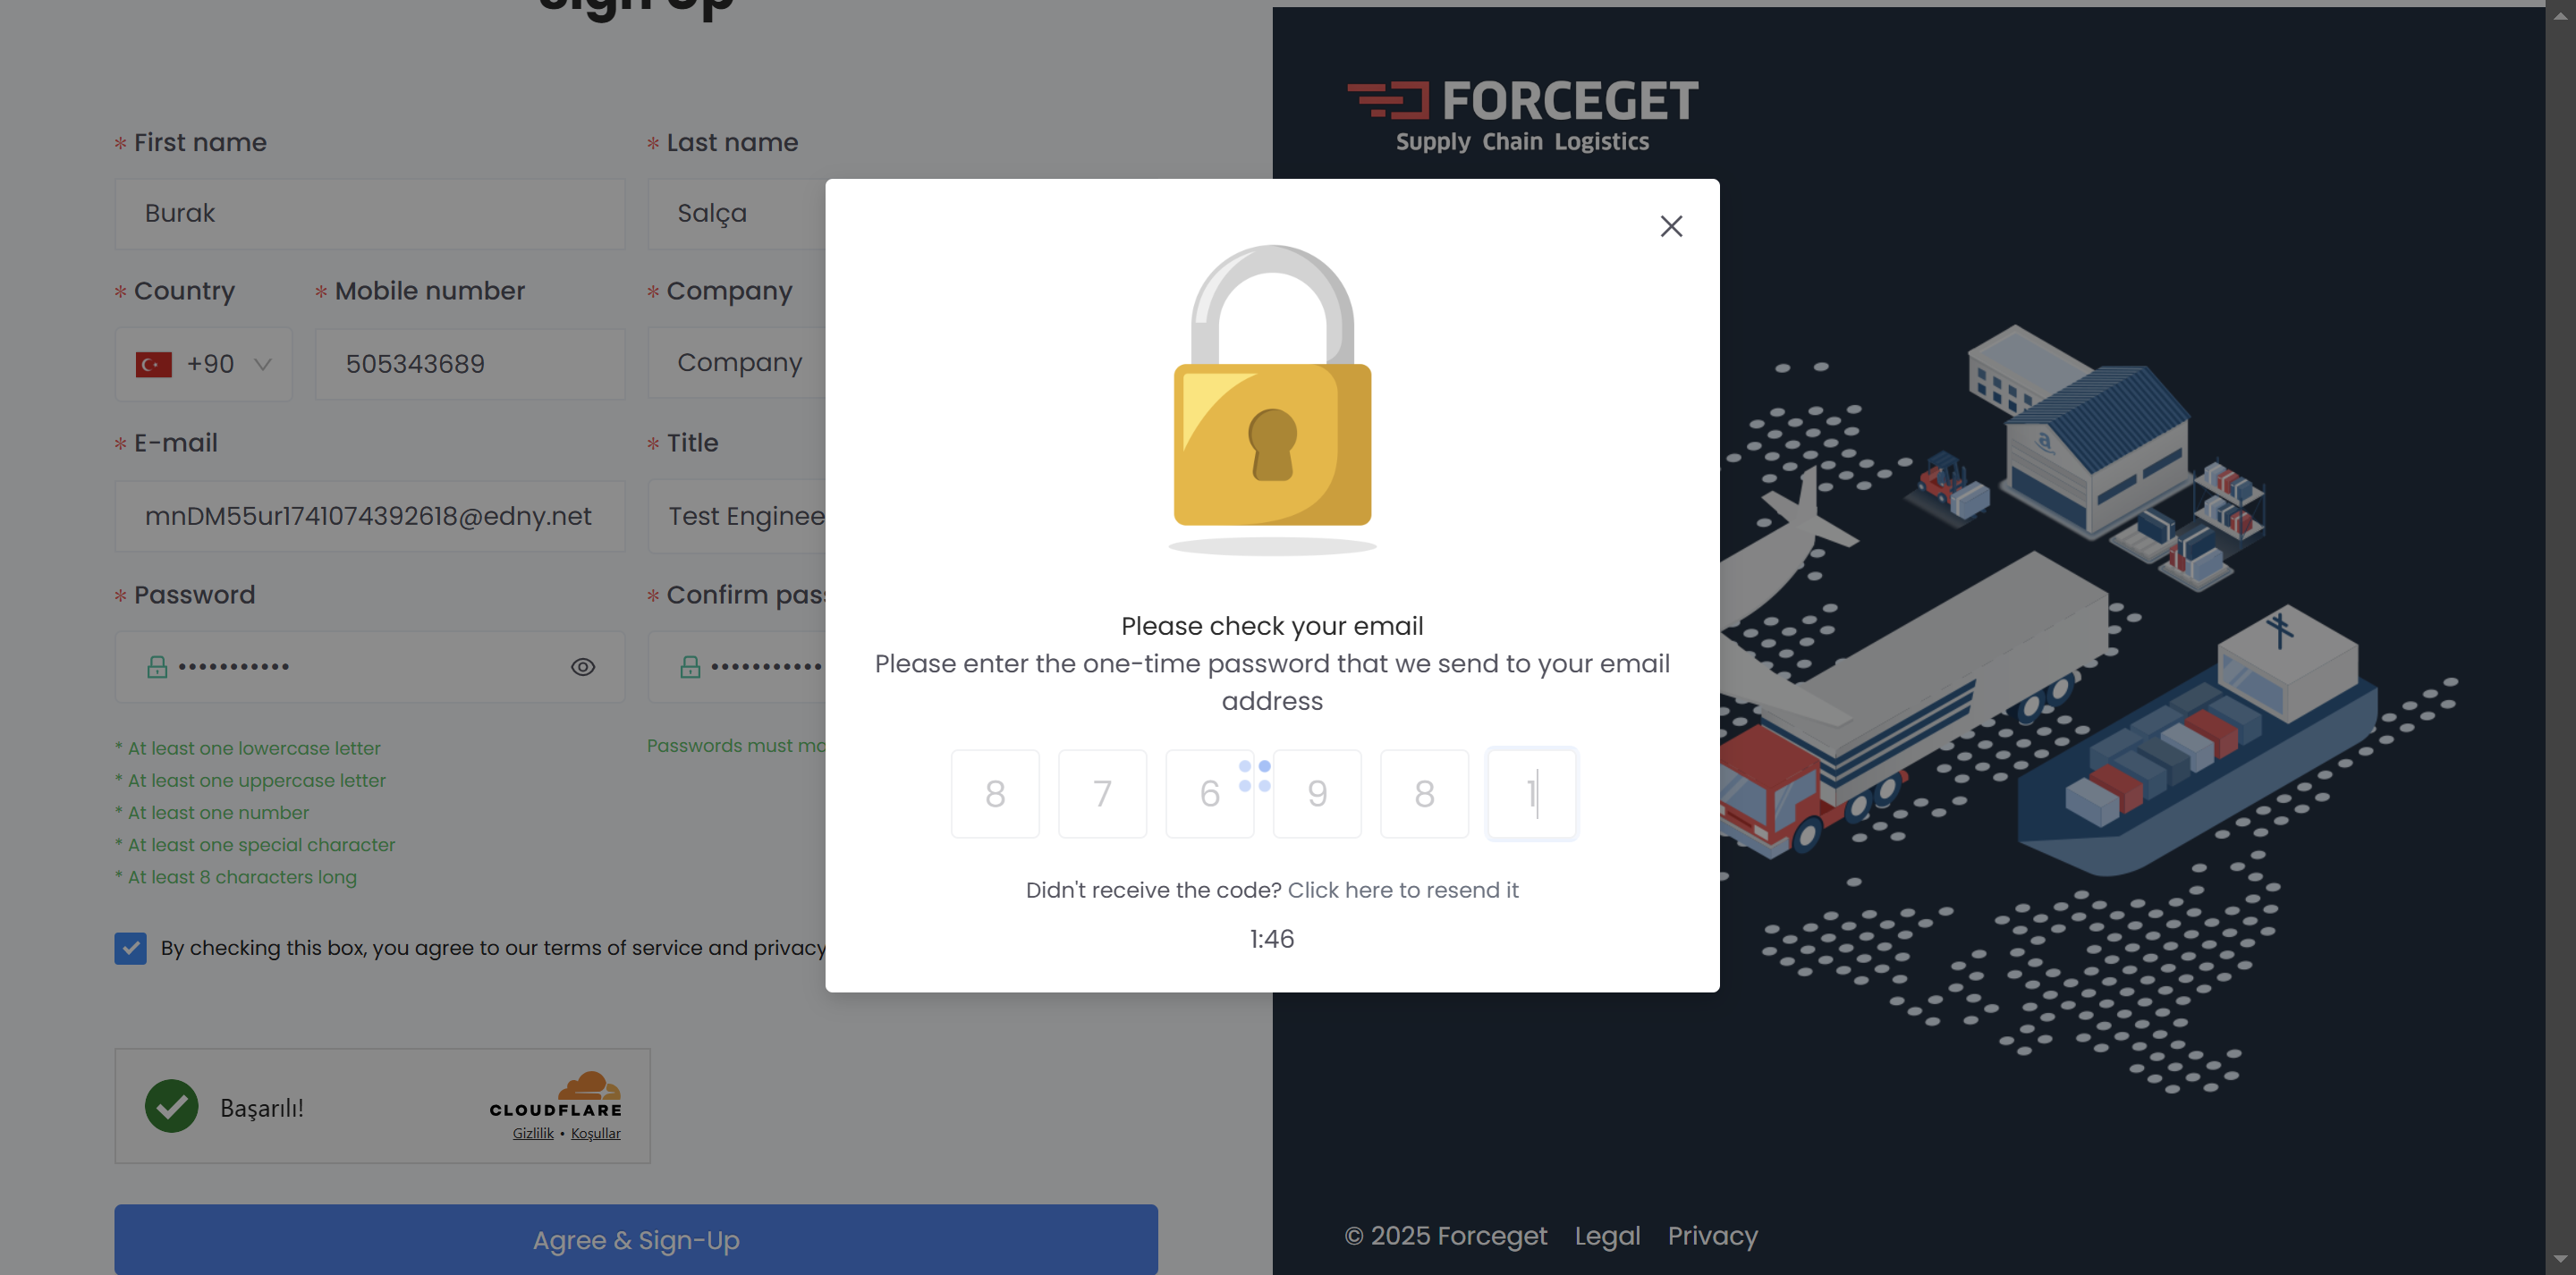 Sign Up
FORCEGET
Supply Chain Logistics
* First name
* Last name
Burak
Salça
* Country
* Mobile number
* Company
+90
505343689
Company
* E-mail
* Title
mnDM55ur1741074392618@edny.net
Test Enginee
* Password
* Confirm pas
•••••••••••
•••••••••••
* At least one lowercase letter
* At least one uppercase letter
* At least one number
* At least one special character
* At least 8 characters long
Passwords must
By checking this box, you agree to our terms of service and privacy
Başarılı!
CLOUDFLARE
Gizlilik • Koşullar
Agree & Sign-Up
Please check your email
Please enter the one-time password that we send to your email
address
8 7 6 9 8 1
Didn't receive the code? Click here to resend it
1:46
a
© 2025 Forceget Legal Privacy